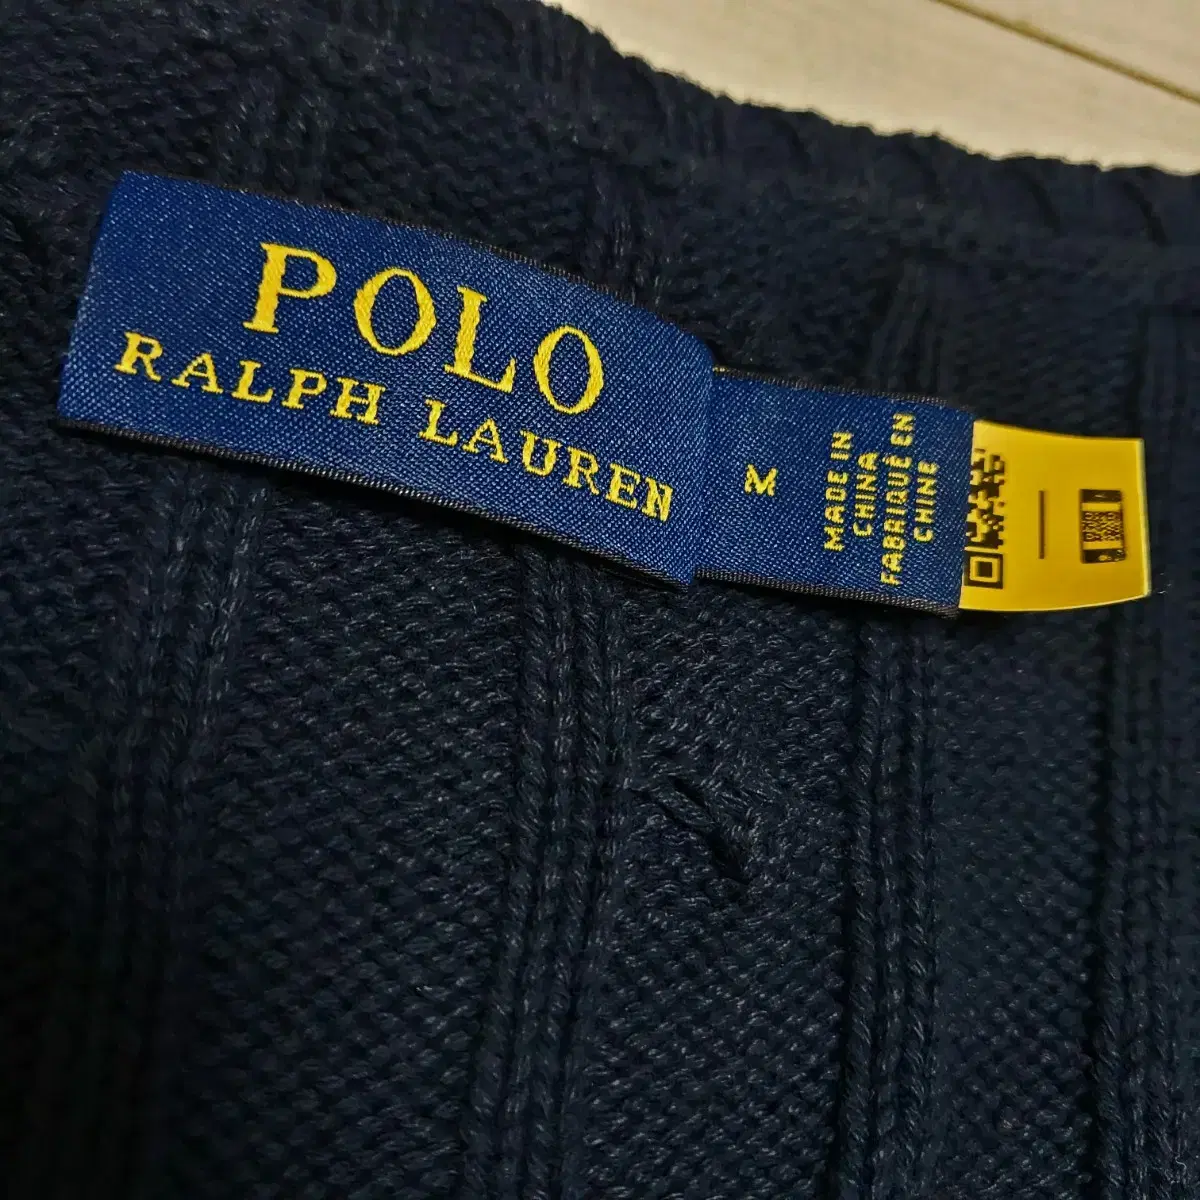 POLO
RALPH LAUREN
M
MADE IN
CHINA
FABRIQUÉ EN
CHINE